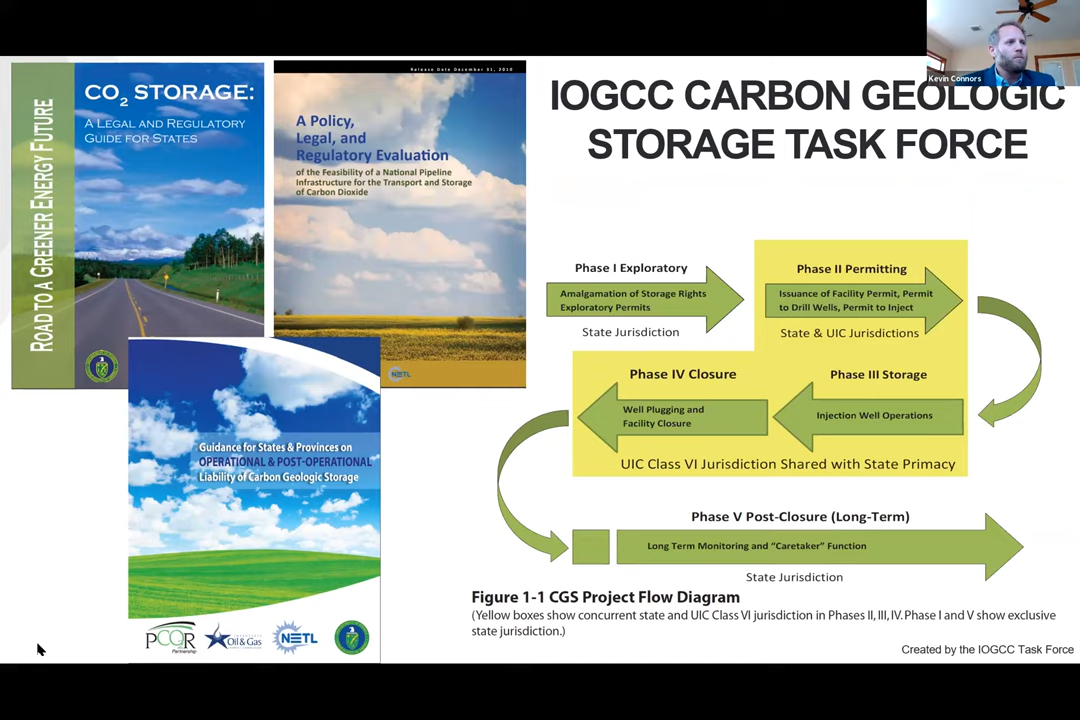 Kevin Connors
IOGCC CARBON GEOLOGIC
STORAGE TASK FORCE
ROAD TO A GREENER ENERGY FUTURE
CO2 STORAGE:
A LEGAL AND REGULATORY
GUIDE FOR STATES
Release Date December 31, 2010
A Policy,
Legal, and
Regulatory Evaluation
of the Feasibility of a National Pipeline
Infrastructure for the Transport and Storage
of Carbon Dioxide
NETL
Guidance for States & Provinces on
OPERATIONAL & POST-OPERATIONAL
Liability of Carbon Geologic Storage
PCOR
Partnership
Oil & Gas
NETL
Phase I Exploratory
Amalgamation of Storage Rights
Exploratory Permits
State Jurisdiction
Phase II Permitting
Issuance of Facility Permit, Permit
to Drill Wells, Permit to Inject
State & UIC Jurisdictions
Phase IV Closure
Well Plugging and
Facility Closure
Phase III Storage
Injection Well Operations
UIC Class VI Jurisdiction Shared with State Primacy
Phase V Post-Closure (Long-Term)
Long Term Monitoring and "Caretaker" Function
State Jurisdiction
Figure 1-1 CGS Project Flow Diagram
(Yellow boxes show concurrent state and UIC Class VI jurisdiction in Phases II, III, IV. Phase I and V show exclusive
state jurisdiction.)
Created by the IOGCC Task Force